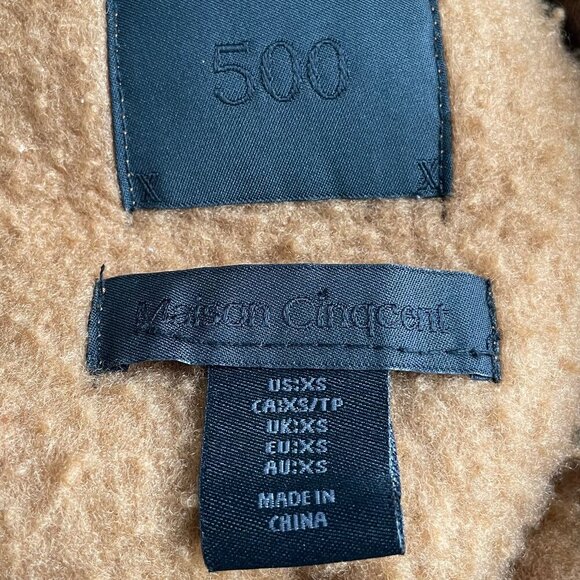 500
X X
Maison Cinqcent
US:XS
CA:XS/TP
UK:XS
EU:XS
AU:XS
MADE IN
CHINA